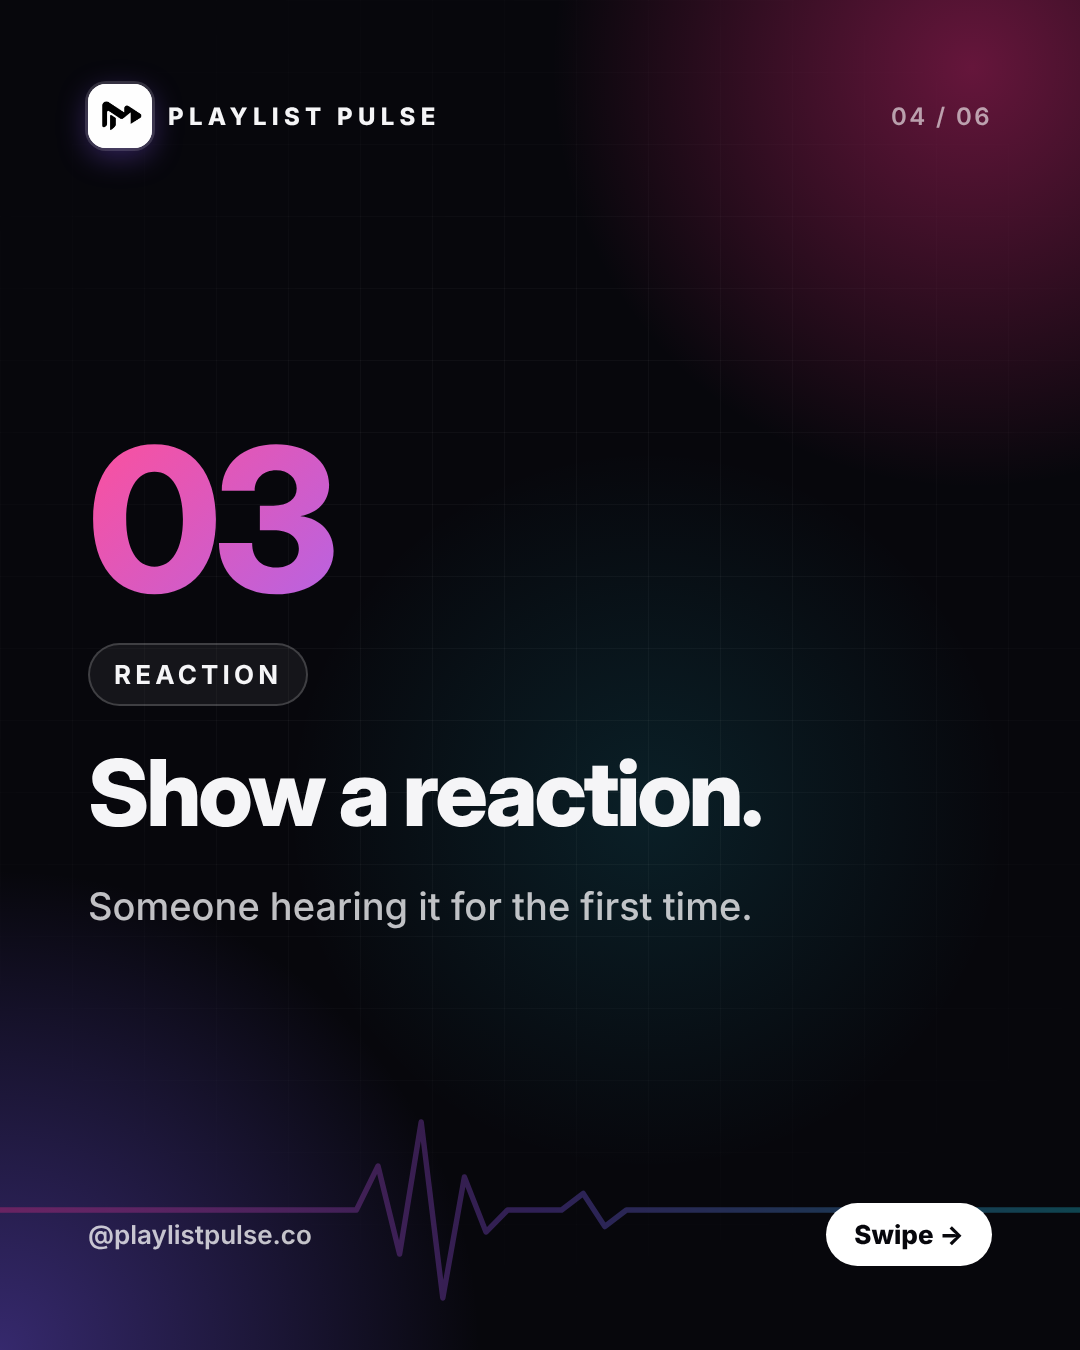 PLAYLIST PULSE
04 / 06
03
REACTION
Show a reaction.
Someone hearing it for the first time.
@playlistpulse.co
Swipe →